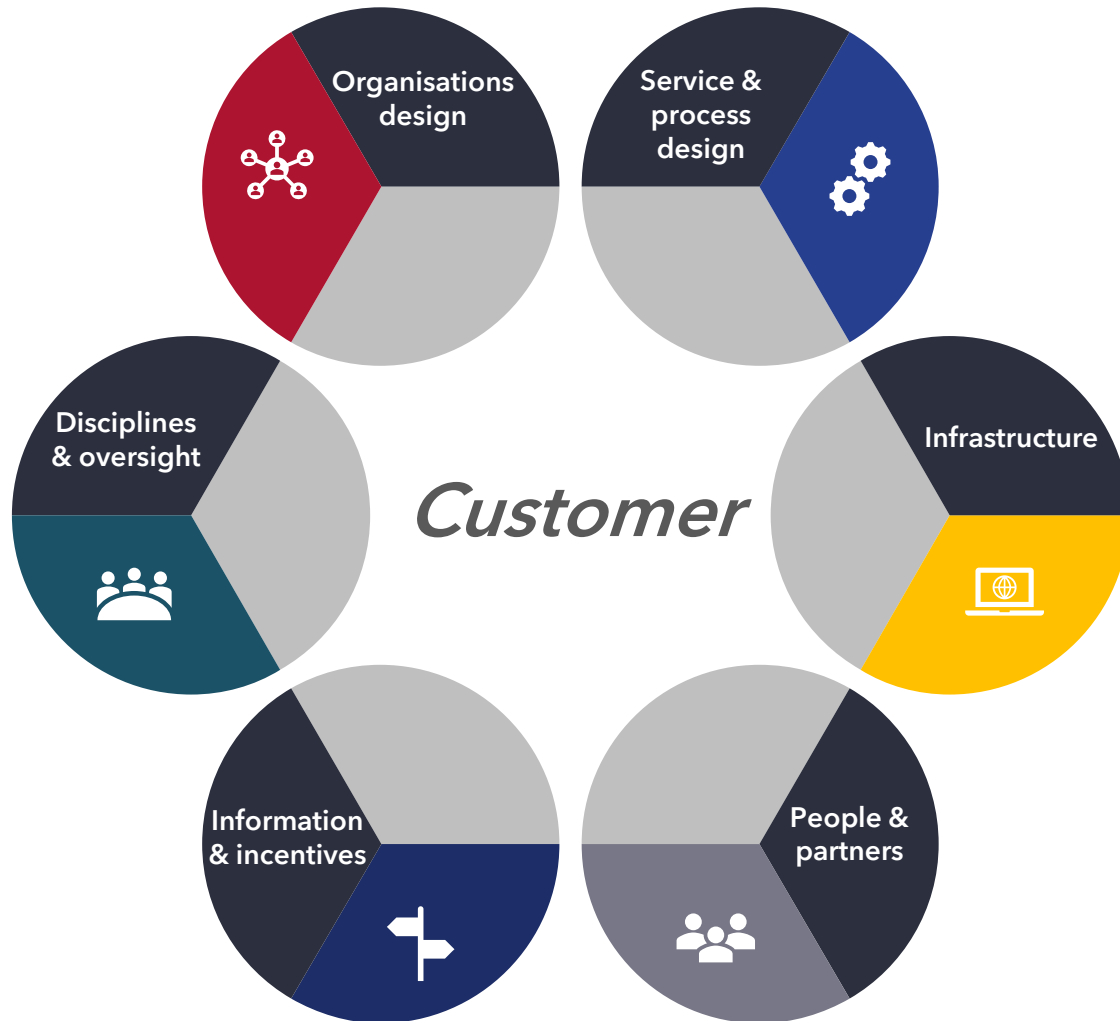 Organisations
design
Service &
process
design
Disciplines
& oversight
Customer
Infrastructure
Information
& incentives
People &
partners